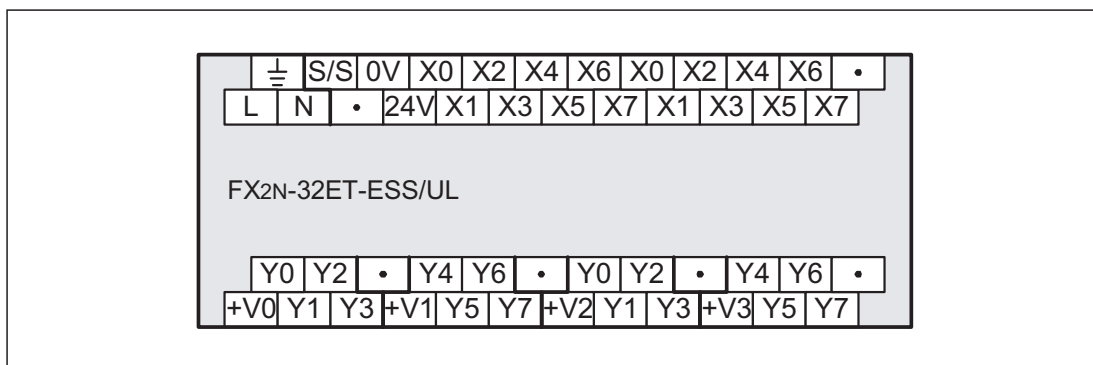 ⏚ S/S 0V X0 X2 X4 X6 X0 X2 X4 X6 •
L N • 24V X1 X3 X5 X7 X1 X3 X5 X7
FX2N-32ET-ESS/UL
Y0 Y2 • Y4 Y6 • Y0 Y2 • Y4 Y6 •
+V0 Y1 Y3 +V1 Y5 Y7 +V2 Y1 Y3 +V3 Y5 Y7